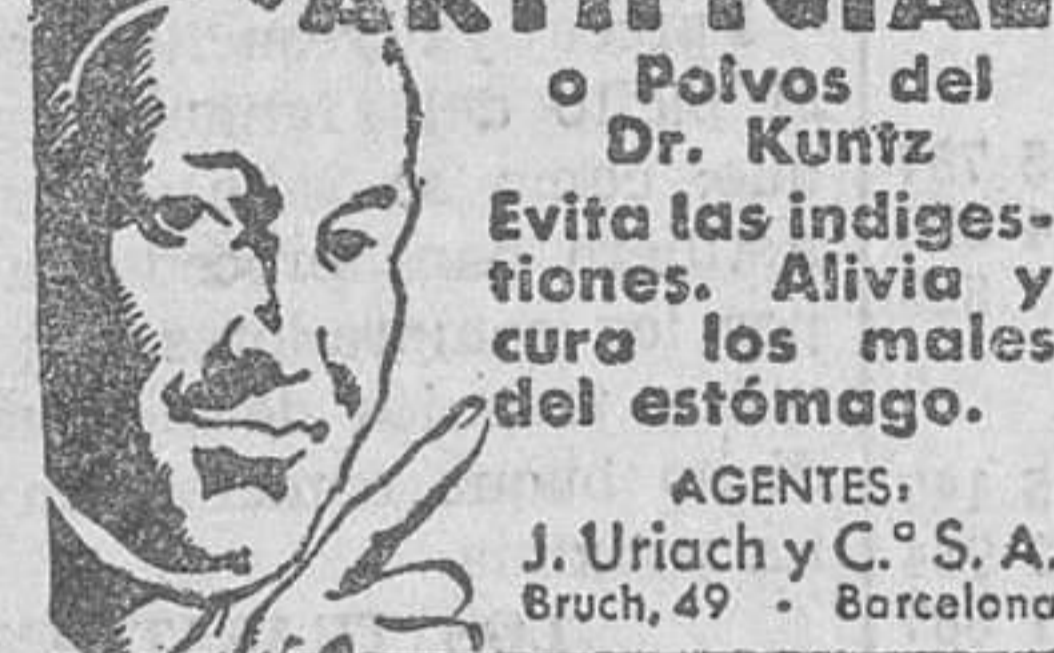 ARTIFICIAL
o Polvos del
Dr. Kuntz
Evita las indiges-
tiones. Alivia y
cura los males
del estómago.
AGENTES:
J. Uriach y C.ª S. A.
Bruch, 49 - Barcelona